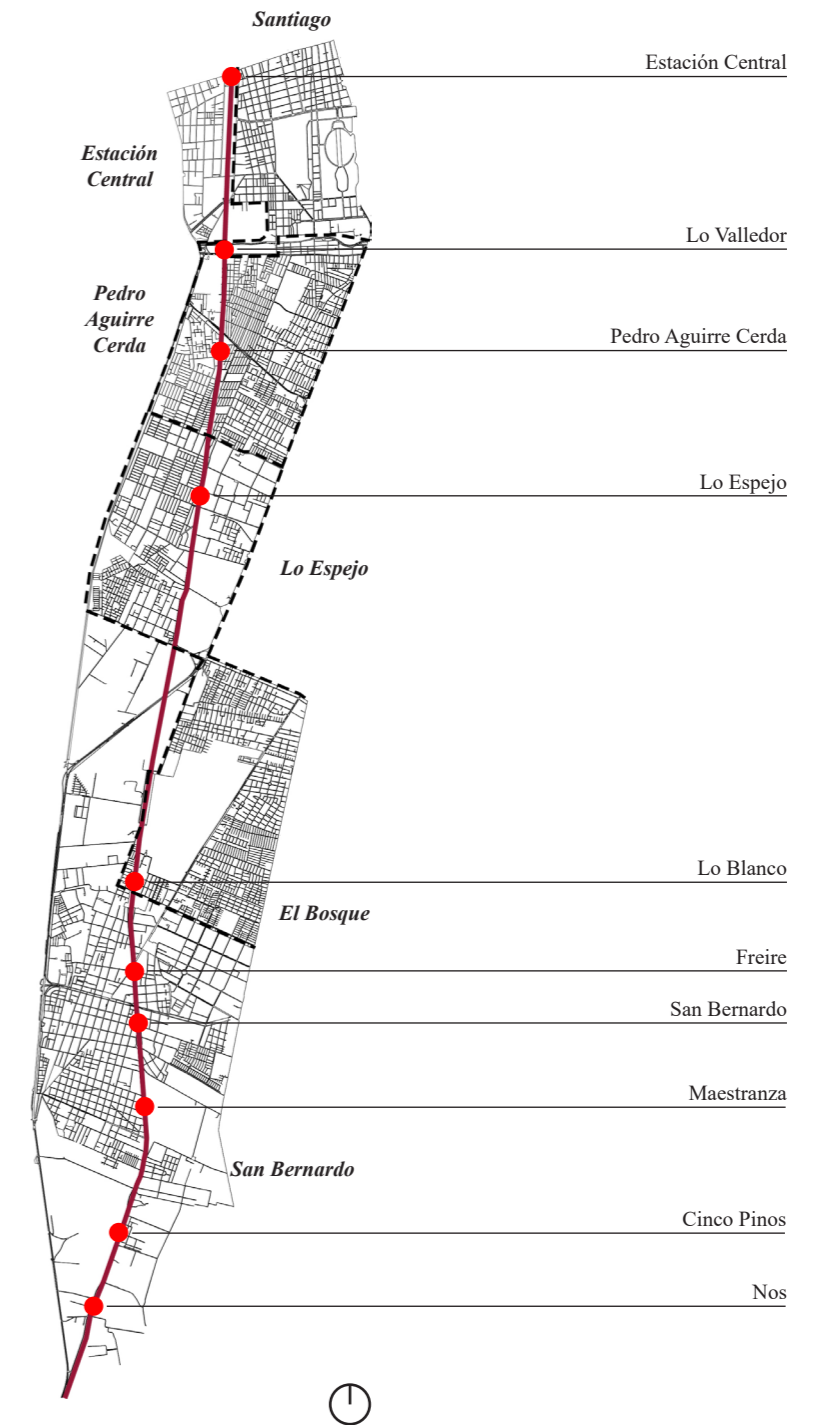 Santiago
Estación Central
Estación
Central
Lo Valledor
Pedro
Aguirre
Cerda
Pedro Aguirre Cerda
Lo Espejo
Lo Espejo
Lo Blanco
El Bosque
Freire
San Bernardo
Maestranza
San Bernardo
Cinco Pinos
Nos